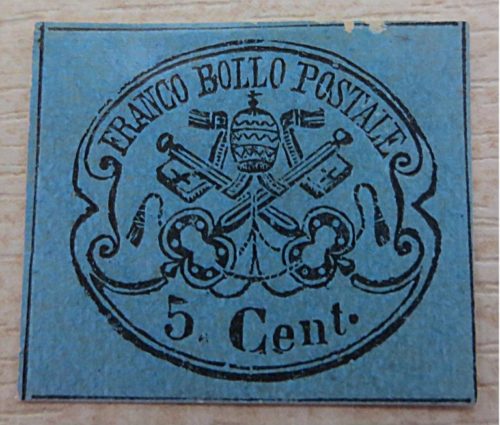 FRANCO BOLLO POSTALE
5 Cent.